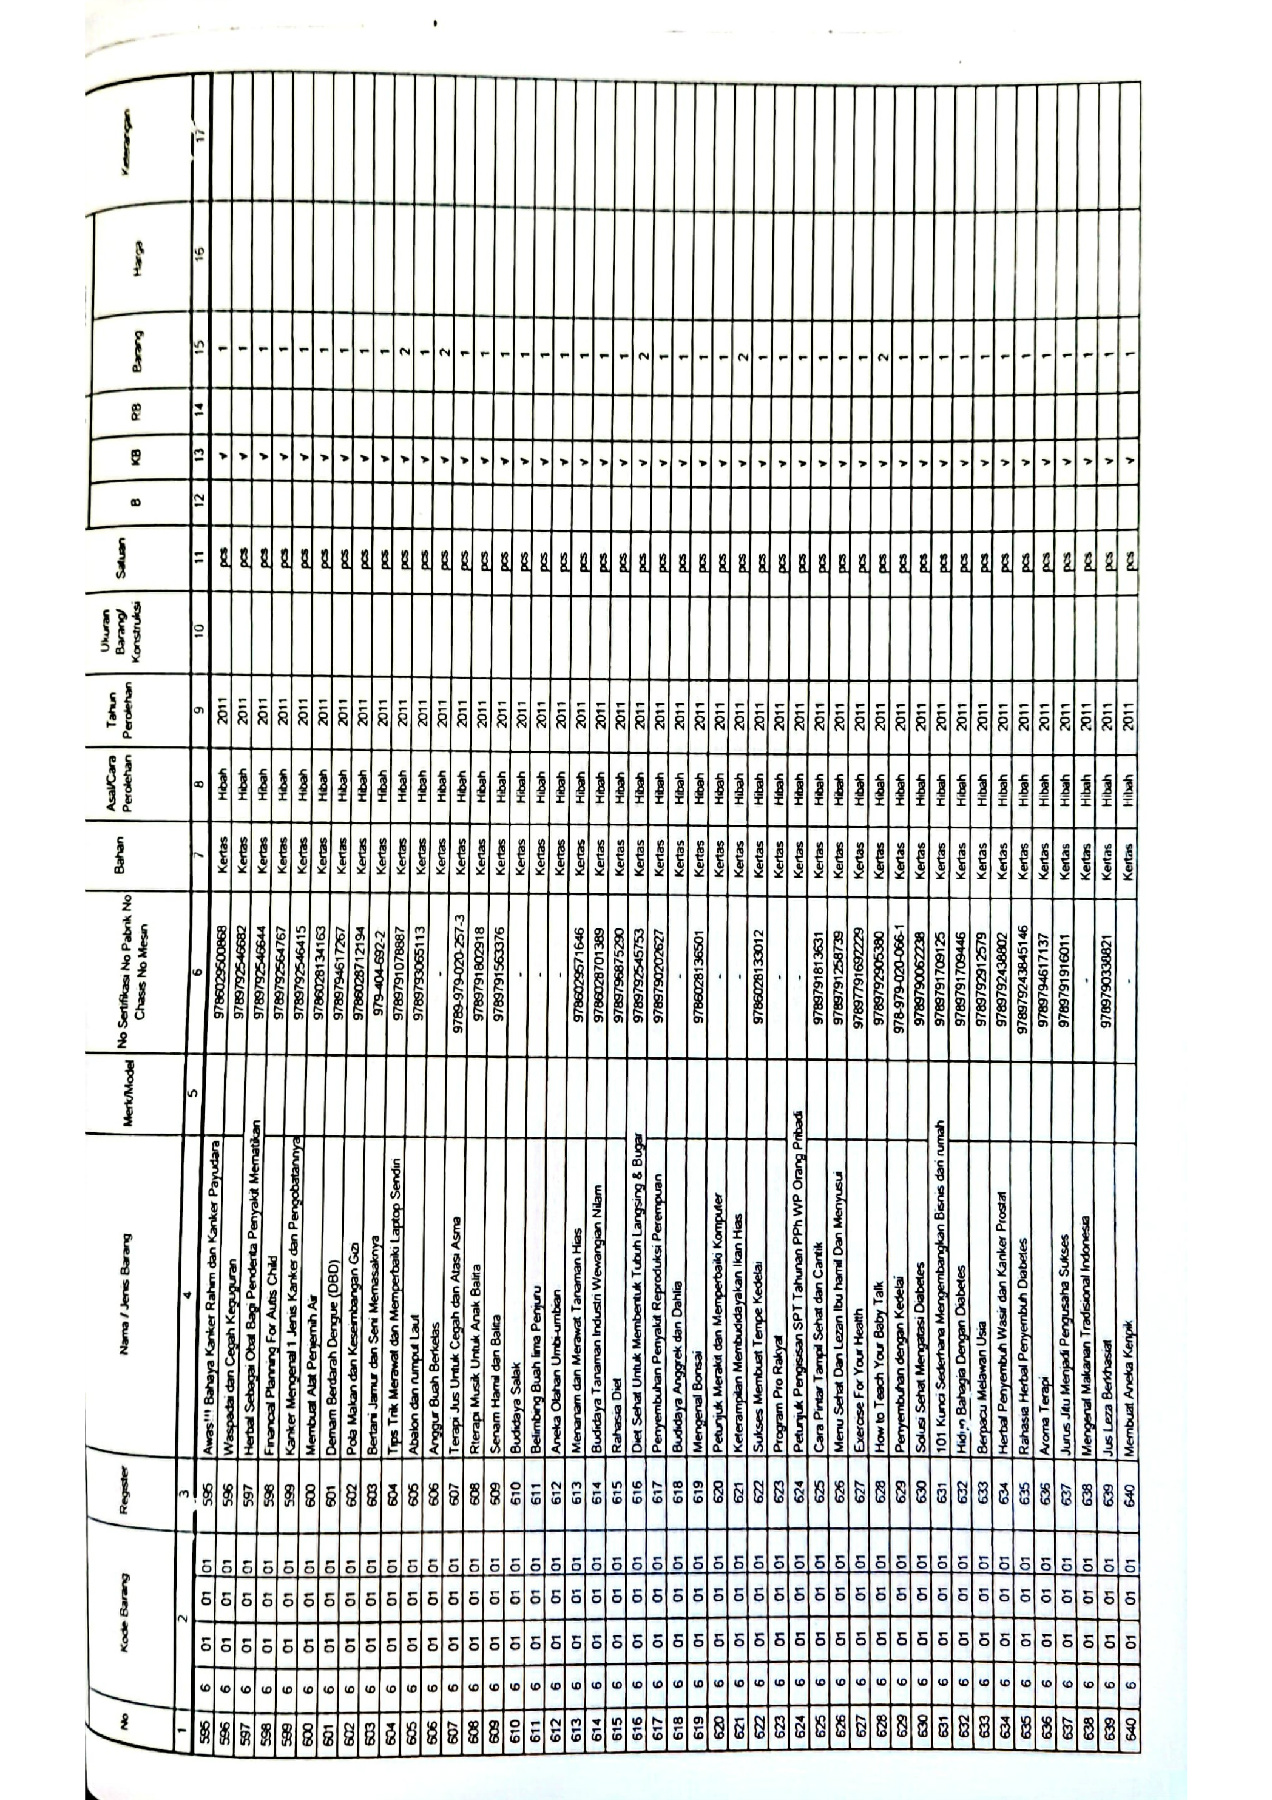 No Kode Barang Register Nama / Jenis Barang Merk/Model No Sertifikasi No Pabrik No Chasis No Mesin Bahan Asal/Cara Perolehan Tahun Perolehan Ukuran Barang/ Konstruksi Satuan B KB RB Barang Harga Keterangan
1 2 3 4 5 6 7 8 9 10 11 12 13 14 15 16 17
595 6 01 01 01 595 Awas!!! Bahaya Kanker Rahim dan Kanker Payudara 9786029500868 Kertas Hibah 2011 pcs √ 1
596 6 01 01 01 596 Waspadai dan Cegah Keguguran 9789792546682 Kertas Hibah 2011 pcs √ 1
597 6 01 01 01 597 Herbal Sebagai Obat Bagi Penderita Penyakit Mematikan 9789792546644 Kertas Hibah 2011 pcs √ 1
598 6 01 01 01 598 Financial Planning For Autis Child 9789792564767 Kertas Hibah 2011 pcs √ 1
599 6 01 01 01 599 Kanker Mengenal 1 Jenis Kanker dan Pengobatannya 9789792546415 Kertas Hibah 2011 pcs √ 1
600 6 01 01 01 600 Membuat Alat Penjernih Air 9786028134163 Kertas Hibah 2011 pcs √ 1
601 6 01 01 01 601 Demam Berdarah Dengue (DBD) 9789794617267 Kertas Hibah 2011 pcs √ 1
602 6 01 01 01 602 Pola Makan dan Keseimbangan Gizi 9786028712194 Kertas Hibah 2011 pcs √ 1
603 6 01 01 01 603 Bertani Jamur dan Seni Memasaknya 979-404-692-2 Kertas Hibah 2011 pcs √ 1
604 6 01 01 01 604 Tips Trik Merawat dan Memperbaiki Laptop Sendiri 9789791078887 Kertas Hibah 2011 pcs √ 2
605 6 01 01 01 605 Abalon dan rumput Laut 9789793065113 Kertas Hibah 2011 pcs √ 1
606 6 01 01 01 606 Anggur Buah Berkelas - Kertas Hibah 2011 pcs √ 2
607 6 01 01 01 607 Terapi Jus Untuk Cegah dan Atasi Asma 9789-979-020-257-3 Kertas Hibah 2011 pcs √ 1
608 6 01 01 01 608 Rterapi Musik Untuk Anak Balita 9789791802918 Kertas Hibah 2011 pcs √ 1
609 6 01 01 01 609 Senam Hamil dan Balita 9789791563376 Kertas Hibah 2011 pcs √ 1
610 6 01 01 01 610 Budidaya Salak - Kertas Hibah 2011 pcs √ 1
611 6 01 01 01 611 Belimbing Buah lima Penjuru - Kertas Hibah 2011 pcs √ 1
612 6 01 01 01 612 Aneka Olahan Umbi-umbian - Kertas Hibah 2011 pcs √ 1
613 6 01 01 01 613 Menanam dan Merawat Tanaman Hias 9786029571646 Kertas Hibah 2011 pcs √ 1
614 6 01 01 01 614 Budidaya Tanaman Industri Wewangian Nilam 9786028701389 Kertas Hibah 2011 pcs √ 1
615 6 01 01 01 615 Rahasia Diet 9789796875290 Kertas Hibah 2011 pcs √ 1
616 6 01 01 01 616 Diet Sehat Untuk Membentuk Tubuh Langsing & Bugar 9789792545753 Kertas Hibah 2011 pcs √ 2
617 6 01 01 01 617 Penyembuhan Penyakit Reproduksi Perempuan 9789790202627 Kertas Hibah 2011 pcs √ 1
618 6 01 01 01 618 Budidaya Anggrek dan Dahlia - Kertas Hibah 2011 pcs √ 1
619 6 01 01 01 619 Mengenal Bonsai 9786028136501 Kertas Hibah 2011 pcs √ 1
620 6 01 01 01 620 Petunjuk Merakit dan Memperbaiki Komputer - Kertas Hibah 2011 pcs √ 1
621 6 01 01 01 621 Keterampilan Membudidayakan Ikan Hias - Kertas Hibah 2011 pcs √ 2
622 6 01 01 01 622 Sukses Membuat Tempe Kedelai 9786028133012 Kertas Hibah 2011 pcs √ 1
623 6 01 01 01 623 Program Pro Rakyat - Kertas Hibah 2011 pcs √ 1
624 6 01 01 01 624 Petunjuk Pengisisan SPT Tahunan PPh WP Orang Pribadi - Kertas Hibah 2011 pcs √ 1
625 6 01 01 01 625 Cara Pintar Tampil Sehat dan Cantik 9789791813631 Kertas Hibah 2011 pcs √ 1
626 6 01 01 01 626 Menu Sehat Dan Lezan Ibu hamil Dan Menyusui 9789791258739 Kertas Hibah 2011 pcs √ 1
627 6 01 01 01 627 Exercise For Your Health 97897791692229 Kertas Hibah 2011 pcs √ 1
628 6 01 01 01 628 How to Teach Your Baby Talk 9789792905380 Kertas Hibah 2011 pcs √ 2
629 6 01 01 01 629 Penyembuhan dengan Kedelai 978-979-020-066-1 Kertas Hibah 2011 pcs √ 1
630 6 01 01 01 630 Solusi Sehat Mengatasi Diabetes 9789790062238 Kertas Hibah 2011 pcs √ 1
631 6 01 01 01 631 101 Kunci Sederhana Mengembangkan Bisnis dari rumah 9789791709125 Kertas Hibah 2011 pcs √ 1
632 6 01 01 01 632 Hidup Bahagia Dengan Diabetes 9789791709446 Kertas Hibah 2011 pcs √ 1
633 6 01 01 01 633 Berpacu Melawan Usia 9789792912579 Kertas Hibah 2011 pcs √ 1
634 6 01 01 01 634 Herbal Penyembuh Wasir dan Kanker Prostat 9789792438802 Kertas Hibah 2011 pcs √ 1
635 6 01 01 01 635 Rahasia Herbal Penyembuh Diabetes 978979243845146 Kertas Hibah 2011 pcs √ 1
636 6 01 01 01 636 Aroma Terapi 9789794617137 Kertas Hibah 2011 pcs √ 1
637 6 01 01 01 637 Jurus Jitu Menjadi Pengusaha Sukses 9789791916011 Kertas Hibah 2011 pcs √ 1
638 6 01 01 01 638 Mengenal Makanan Tradisional Indonesia - Kertas Hibah 2011 pcs √ 1
639 6 01 01 01 639 Jus Leza Berkhasiat 9789790338821 Kertas Hibah 2011 pcs √ 1
640 6 01 01 01 640 Membuat Aneka Keripik - Kertas Hibah 2011 pcs √ 1